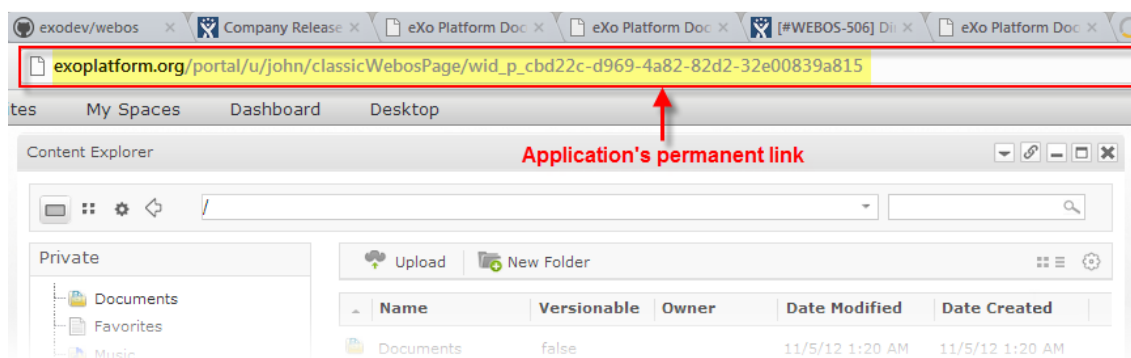 exodev/webos × Company Release × eXo Platform Doc × eXo Platform Doc × [#WEBOS-506] Di × eXo Platform Doc ×
exoplatform.org/portal/u/john/classicWebosPage/wid_p_cbd22c-d969-4a82-82d2-32e00839a815
tes My Spaces Dashboard Desktop
Content Explorer Application's permanent link
/
Private Upload New Folder
Documents Name Versionable Owner Date Modified Date Created
Favorites
Music Documents false 11/5/12 1:20 AM 11/5/12 1:20 AM